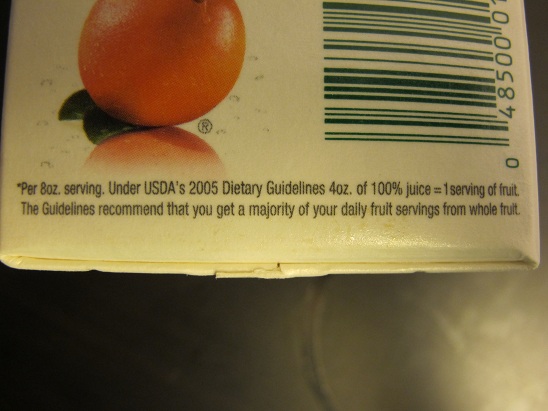 0 48500 01
®
*Per 8oz. serving. Under USDA's 2005 Dietary Guidelines 4oz. of 100% juice = 1 serving of fruit.
The Guidelines recommend that you get a majority of your daily fruit servings from whole fruit.